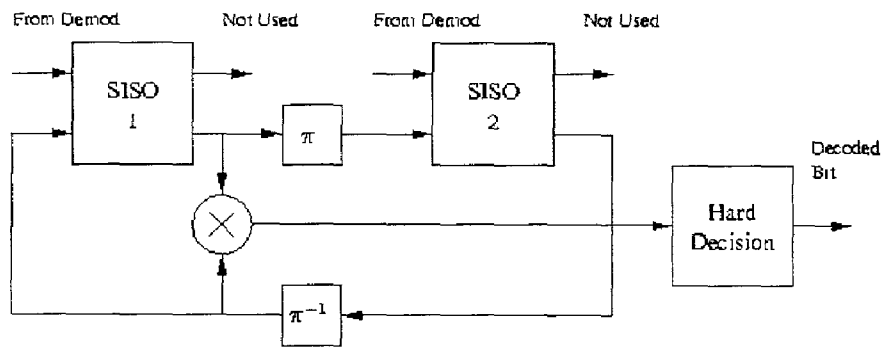 From Demod
Not Used
From Demod
Not Used
SISO
1
π
SISO
2
Decoded
Bit
Hard
Decision
π⁻¹